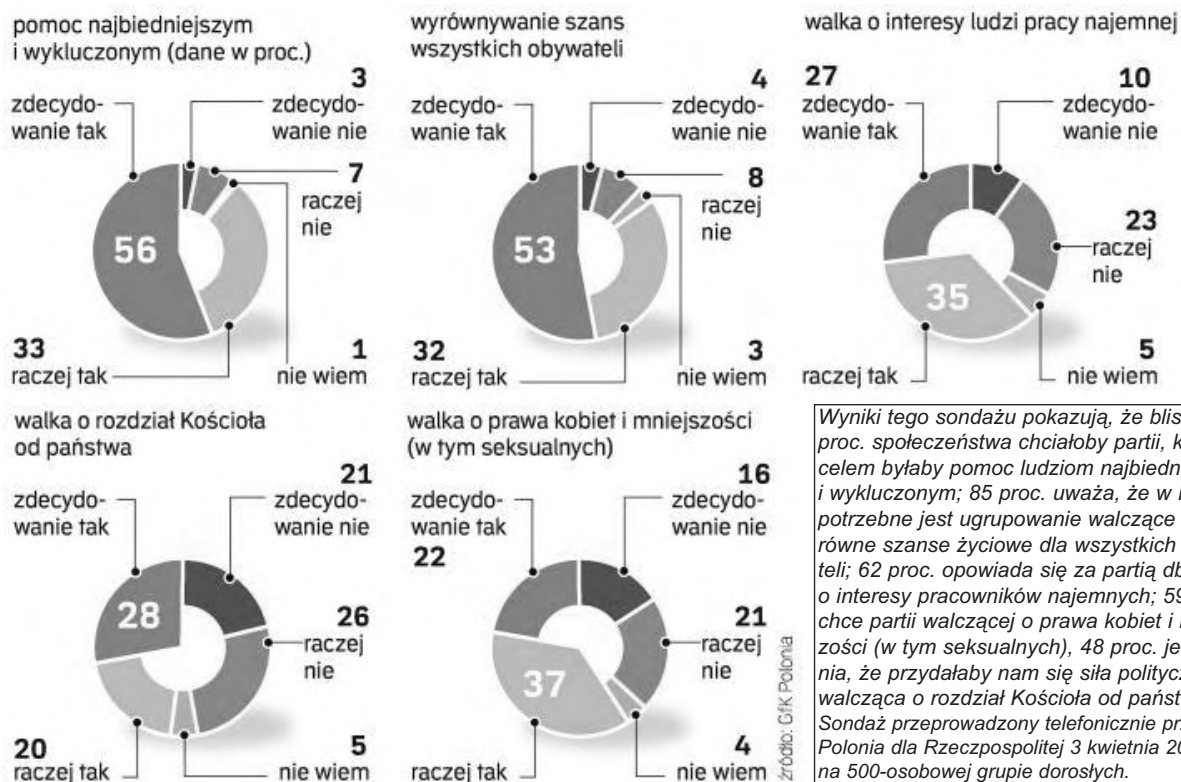 pomoc najbiedniejszym
i wykluczonym (dane w proc.)
zdecydo-
wanie tak
3
zdecydo-
wanie nie
7
raczej
nie
56
33
raczej tak
1
nie wiem
wyrównywanie szans
wszystkich obywateli
zdecydo-
wanie tak
4
zdecydo-
wanie nie
8
raczej
nie
53
32
raczej tak
3
nie wiem
walka o interesy ludzi pracy najemnej
27
zdecydo-
wanie tak
10
zdecydo-
wanie nie
23
raczej
nie
35
raczej tak
5
nie wiem
walka o rozdział Kościoła
od państwa
zdecydo-
wanie tak
21
zdecydo-
wanie nie
28
26
raczej
nie
20
raczej tak
5
nie wiem
walka o prawa kobiet i mniejszości
(w tym seksualnych)
zdecydo-
wanie tak
22
16
zdecydo-
wanie nie
21
raczej
nie
37
raczej tak
4
nie wiem
źródło: GfK Polonia
Wyniki tego sondażu pokazują, że
proc. społeczeństwa chciałoby partii,
celem byłaby pomoc ludziom
i wykluczonym; 85 proc. uważa, że w
potrzebne jest ugrupowanie walczące
równe szanse życiowe dla wszystkich
teli; 62 proc. opowiada się za partią
o interesy pracowników najemnych; 59
chce partii walczącej o prawa kobiet i
zości (w tym seksualnych), 48 proc. je
nia, że przydałaby nam się siła
walcząca o rozdział Kościoła od
Sondaż przeprowadzony telefonicznie
Polonia dla Rzeczpospolitej 3 kwietnia
na 500-osobowej grupie dorosłych.